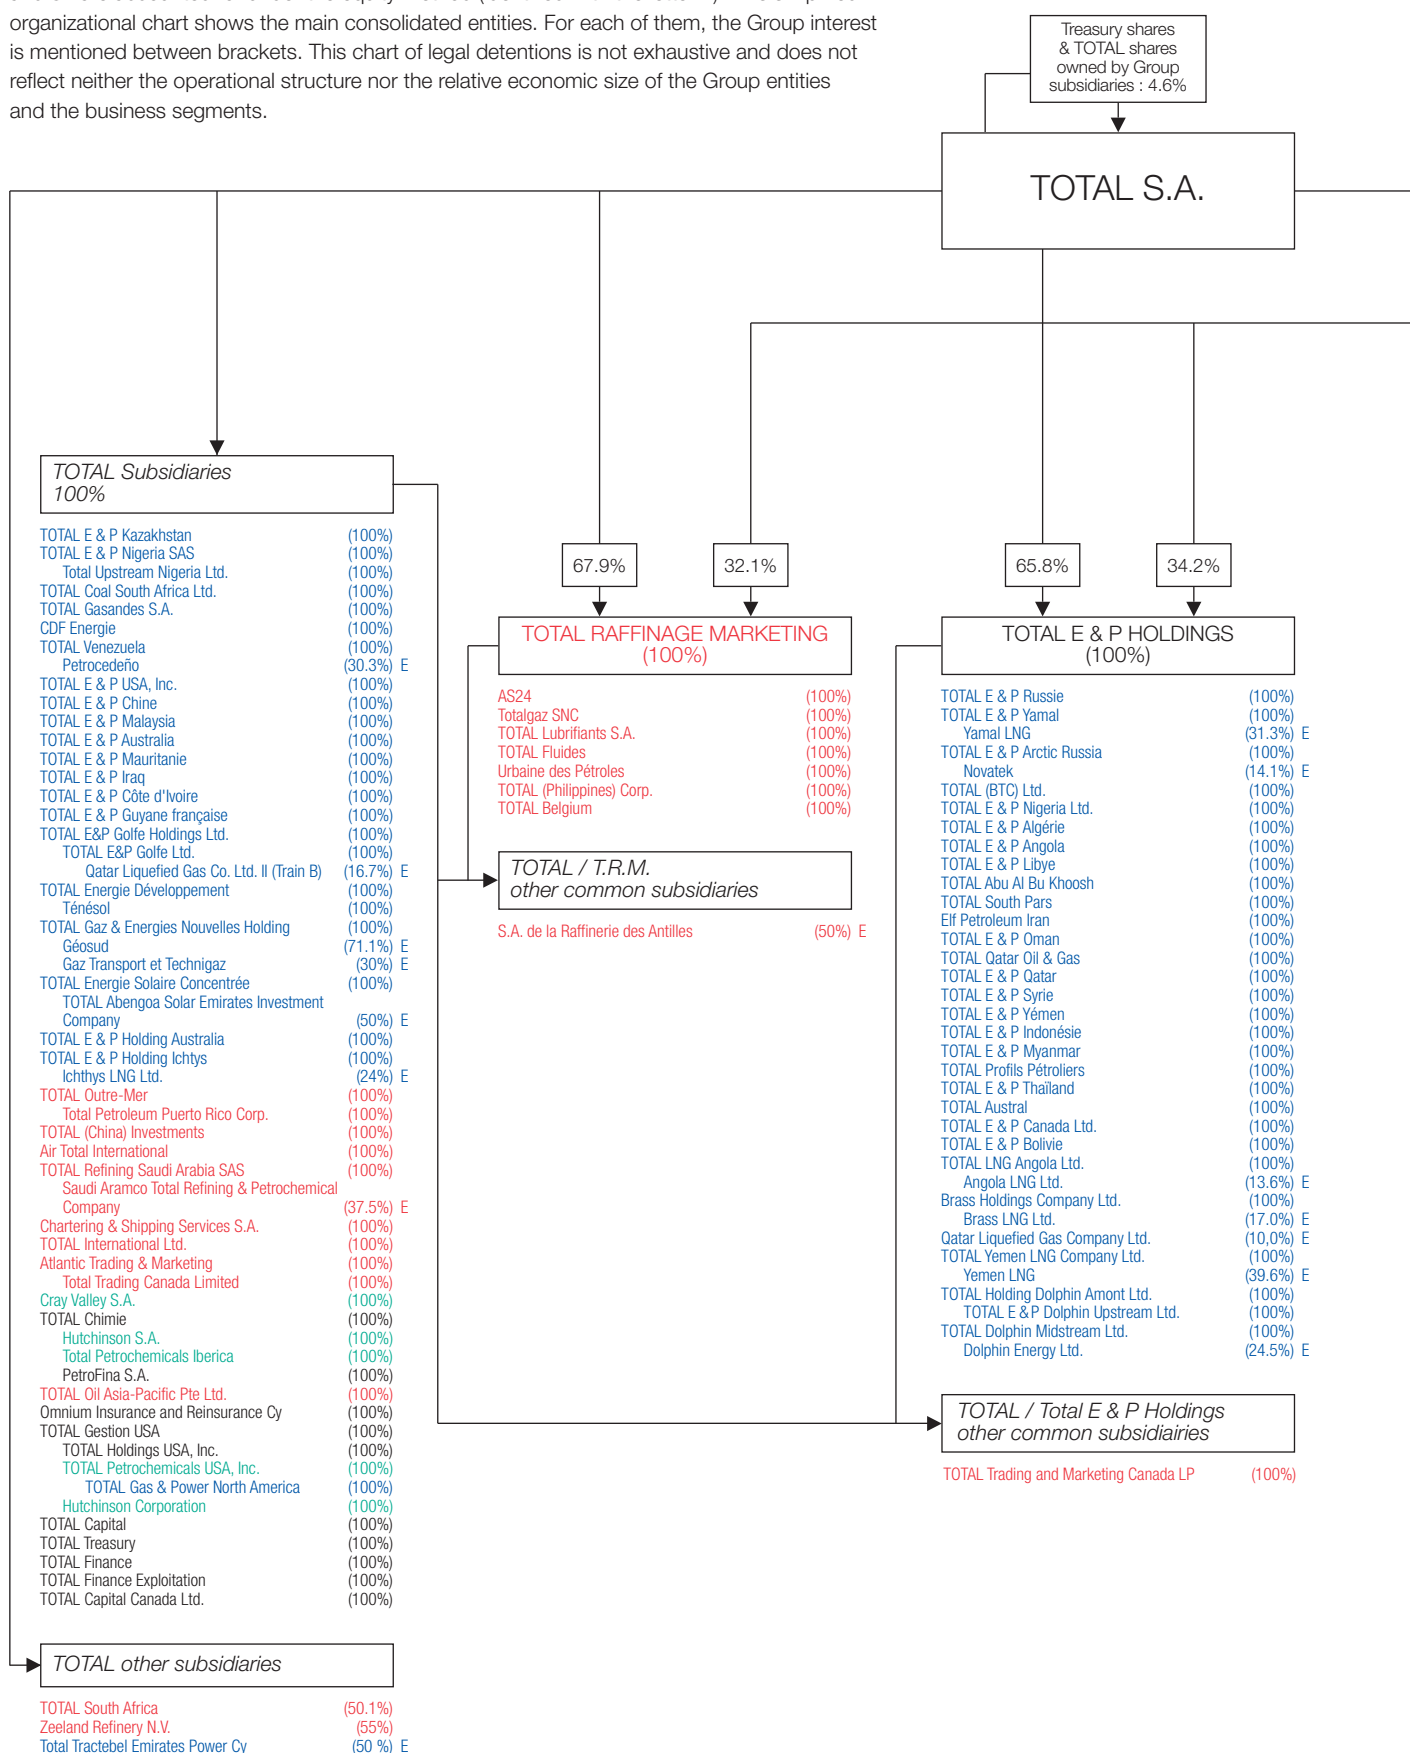 organizational chart shows the main consolidated entities. For each of them, the Group interest
is mentioned between brackets. This chart of legal detentions is not exhaustive and does not
reflect neither the operational structure nor the relative economic size of the Group entities
and the business segments.
Treasury shares
& TOTAL shares
owned by Group
subsidiaries : 4.6%
TOTAL S.A.
TOTAL Subsidiaries
100%
TOTAL E & P Kazakhstan (100%)
TOTAL E & P Nigeria SAS (100%)
Total Upstream Nigeria Ltd. (100%)
TOTAL Coal South Africa Ltd. (100%)
TOTAL Gasandes S.A. (100%)
CDF Energie (100%)
TOTAL Venezuela (100%)
Petrocedeño (30.3%) E
TOTAL E & P USA, Inc. (100%)
TOTAL E & P Chine (100%)
TOTAL E & P Malaysia (100%)
TOTAL E & P Australia (100%)
TOTAL E & P Mauritanie (100%)
TOTAL E & P Iraq (100%)
TOTAL E & P Côte d'Ivoire (100%)
TOTAL E & P Guyane française (100%)
TOTAL E&P Golfe Holdings Ltd. (100%)
TOTAL E&P Golfe Ltd. (100%)
Qatar Liquefied Gas Co. Ltd. II (Train B) (16.7%) E
TOTAL Energie Développement (100%)
Ténésol (100%)
TOTAL Gaz & Energies Nouvelles Holding (100%)
Géosud (71.1%) E
Gaz Transport et Technigaz (30%) E
TOTAL Energie Solaire Concentrée (100%)
TOTAL Abengoa Solar Emirates Investment
Company (50%) E
TOTAL E & P Holding Australia (100%)
TOTAL E & P Holding Ichtys (100%)
Ichthys LNG Ltd. (24%) E
TOTAL Outre-Mer (100%)
Total Petroleum Puerto Rico Corp. (100%)
TOTAL (China) Investments (100%)
Air Total International (100%)
TOTAL Refining Saudi Arabia SAS (100%)
Saudi Aramco Total Refining & Petrochemical
Company (37.5%) E
Chartering & Shipping Services S.A. (100%)
TOTAL International Ltd. (100%)
Atlantic Trading & Marketing (100%)
Total Trading Canada Limited (100%)
Cray Valley S.A. (100%)
TOTAL Chimie (100%)
Hutchinson S.A. (100%)
Total Petrochemicals Iberica (100%)
PetroFina S.A. (100%)
TOTAL Oil Asia-Pacific Pte Ltd. (100%)
Omnium Insurance and Reinsurance Cy (100%)
TOTAL Gestion USA (100%)
TOTAL Holdings USA, Inc. (100%)
TOTAL Petrochemicals USA, Inc. (100%)
TOTAL Gas & Power North America (100%)
Hutchinson Corporation (100%)
TOTAL Capital (100%)
TOTAL Treasury (100%)
TOTAL Finance (100%)
TOTAL Finance Exploitation (100%)
TOTAL Capital Canada Ltd. (100%)
TOTAL other subsidiaries
TOTAL South Africa (50.1%)
Zeeland Refinery N.V. (55%)
Total Tractebel Emirates Power Cy (50 %) E
67.9%
32.1%
TOTAL RAFFINAGE MARKETING
(100%)
AS24 (100%)
Totalgaz SNC (100%)
TOTAL Lubrifiants S.A. (100%)
TOTAL Fluides (100%)
Urbaine des Pétroles (100%)
TOTAL (Philippines) Corp. (100%)
TOTAL Belgium (100%)
TOTAL / T.R.M.
other common subsidiaries
S.A. de la Raffinerie des Antilles (50%) E
65.8%
34.2%
TOTAL E & P HOLDINGS
(100%)
TOTAL E & P Russie (100%)
TOTAL E & P Yamal (100%)
Yamal LNG (31.3%) E
TOTAL E & P Arctic Russia (100%)
Novatek (14.1%) E
TOTAL (BTC) Ltd. (100%)
TOTAL E & P Nigeria Ltd. (100%)
TOTAL E & P Algérie (100%)
TOTAL E & P Angola (100%)
TOTAL E & P Libye (100%)
TOTAL Abu Al Bu Khoosh (100%)
TOTAL South Pars (100%)
Elf Petroleum Iran (100%)
TOTAL E & P Oman (100%)
TOTAL Qatar Oil & Gas (100%)
TOTAL E & P Qatar (100%)
TOTAL E & P Syrie (100%)
TOTAL E & P Yémen (100%)
TOTAL E & P Indonésie (100%)
TOTAL E & P Myanmar (100%)
TOTAL Profils Pétroliers (100%)
TOTAL E & P Thaïland (100%)
TOTAL Austral (100%)
TOTAL E & P Canada Ltd. (100%)
TOTAL E & P Bolivie (100%)
TOTAL LNG Angola Ltd. (100%)
Angola LNG Ltd. (13.6%) E
Brass Holdings Company Ltd. (100%)
Brass LNG Ltd. (17.0%) E
Qatar Liquefied Gas Company Ltd. (10,0%) E
TOTAL Yemen LNG Company Ltd. (100%)
Yemen LNG (39.6%) E
TOTAL Holding Dolphin Amont Ltd. (100%)
TOTAL E & P Dolphin Upstream Ltd. (100%)
TOTAL Dolphin Midstream Ltd. (100%)
Dolphin Energy Ltd. (24.5%) E
TOTAL / Total E & P Holdings
other common subsidiairies
TOTAL Trading and Marketing Canada LP (100%)